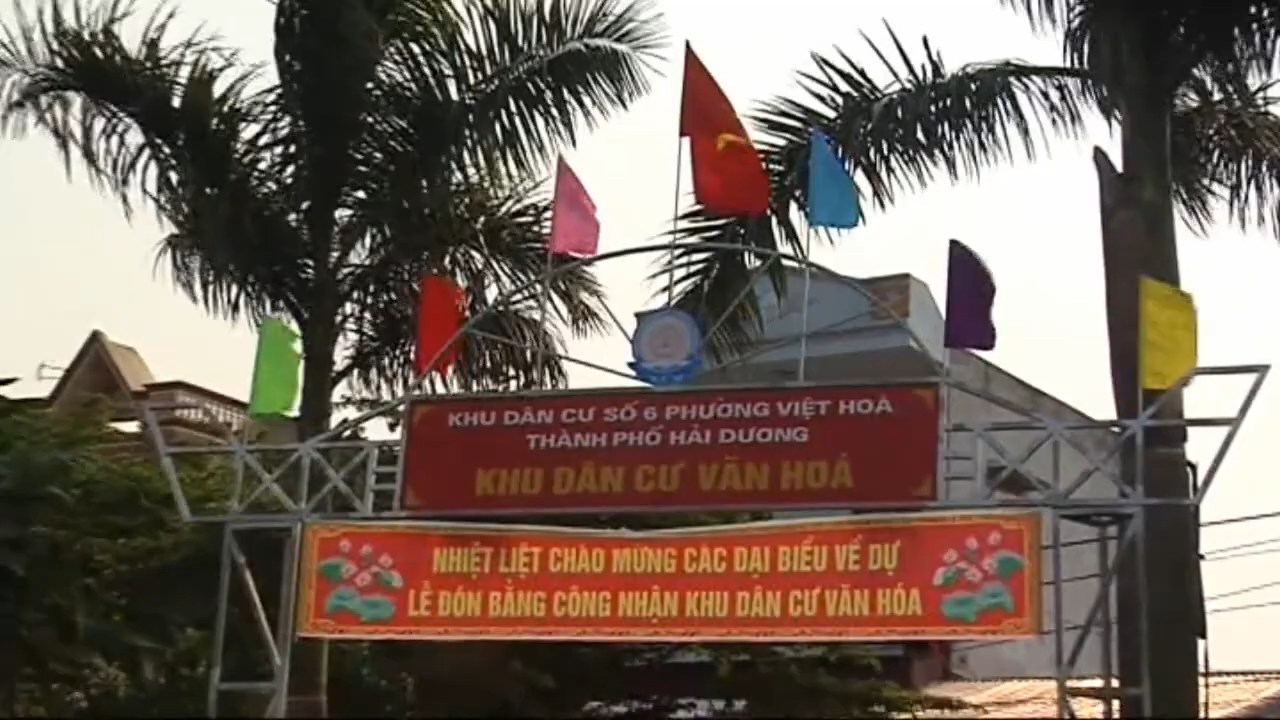 KHU DÂN CƯ SỐ 6 PHƯỜNG VIỆT HOÀ
THÀNH PHỐ HẢI DƯƠNG
KHU DÂN CƯ VĂN HOÁ
NHIỆT LIỆT CHÀO MỪNG CÁC ĐẠI BIỂU VỀ DỰ
LỄ ĐÓN BẰNG CÔNG NHẬN KHU DÂN CƯ VĂN HÓA